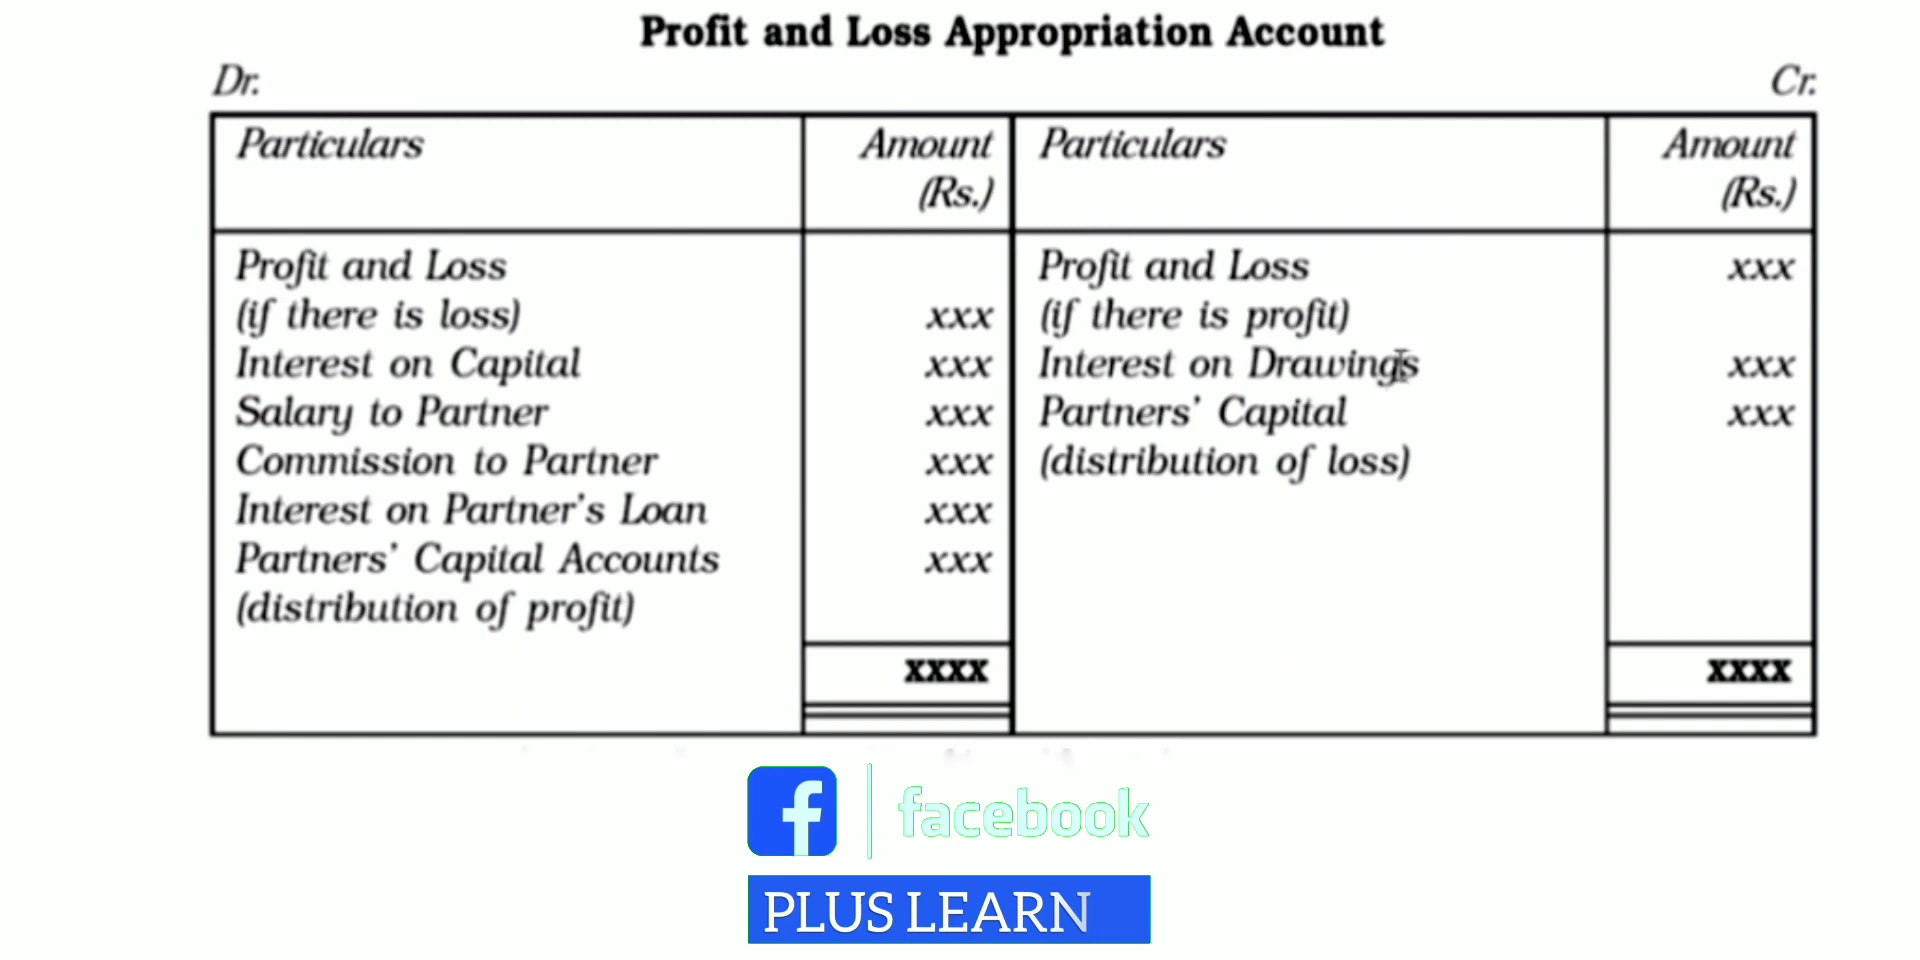 Profit and Loss Appropriation Account
Dr. Cr.
Particulars Amount Particulars Amount
(Rs.) (Rs.)
Profit and Loss Profit and Loss xxx
(if there is loss) xxx (if there is profit)
Interest on Capital xxx Interest on Drawings xxx
Salary to Partner xxx Partners' Capital xxx
Commission to Partner xxx (distribution of loss)
Interest on Partner's Loan xxx
Partners' Capital Accounts xxx
(distribution of profit)
xxxx xxxx
f facebook
PLUS LEARN